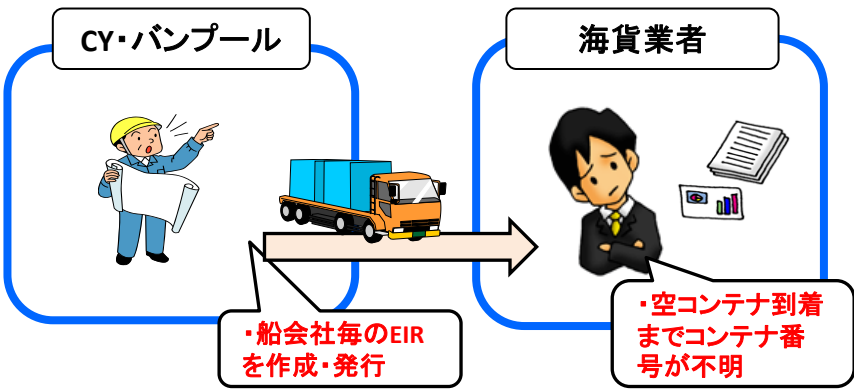 CY・バンプール
海貨業者
・船会社毎のEIR
を作成・発行
・空コンテナ到着
までコンテナ番
号が不明